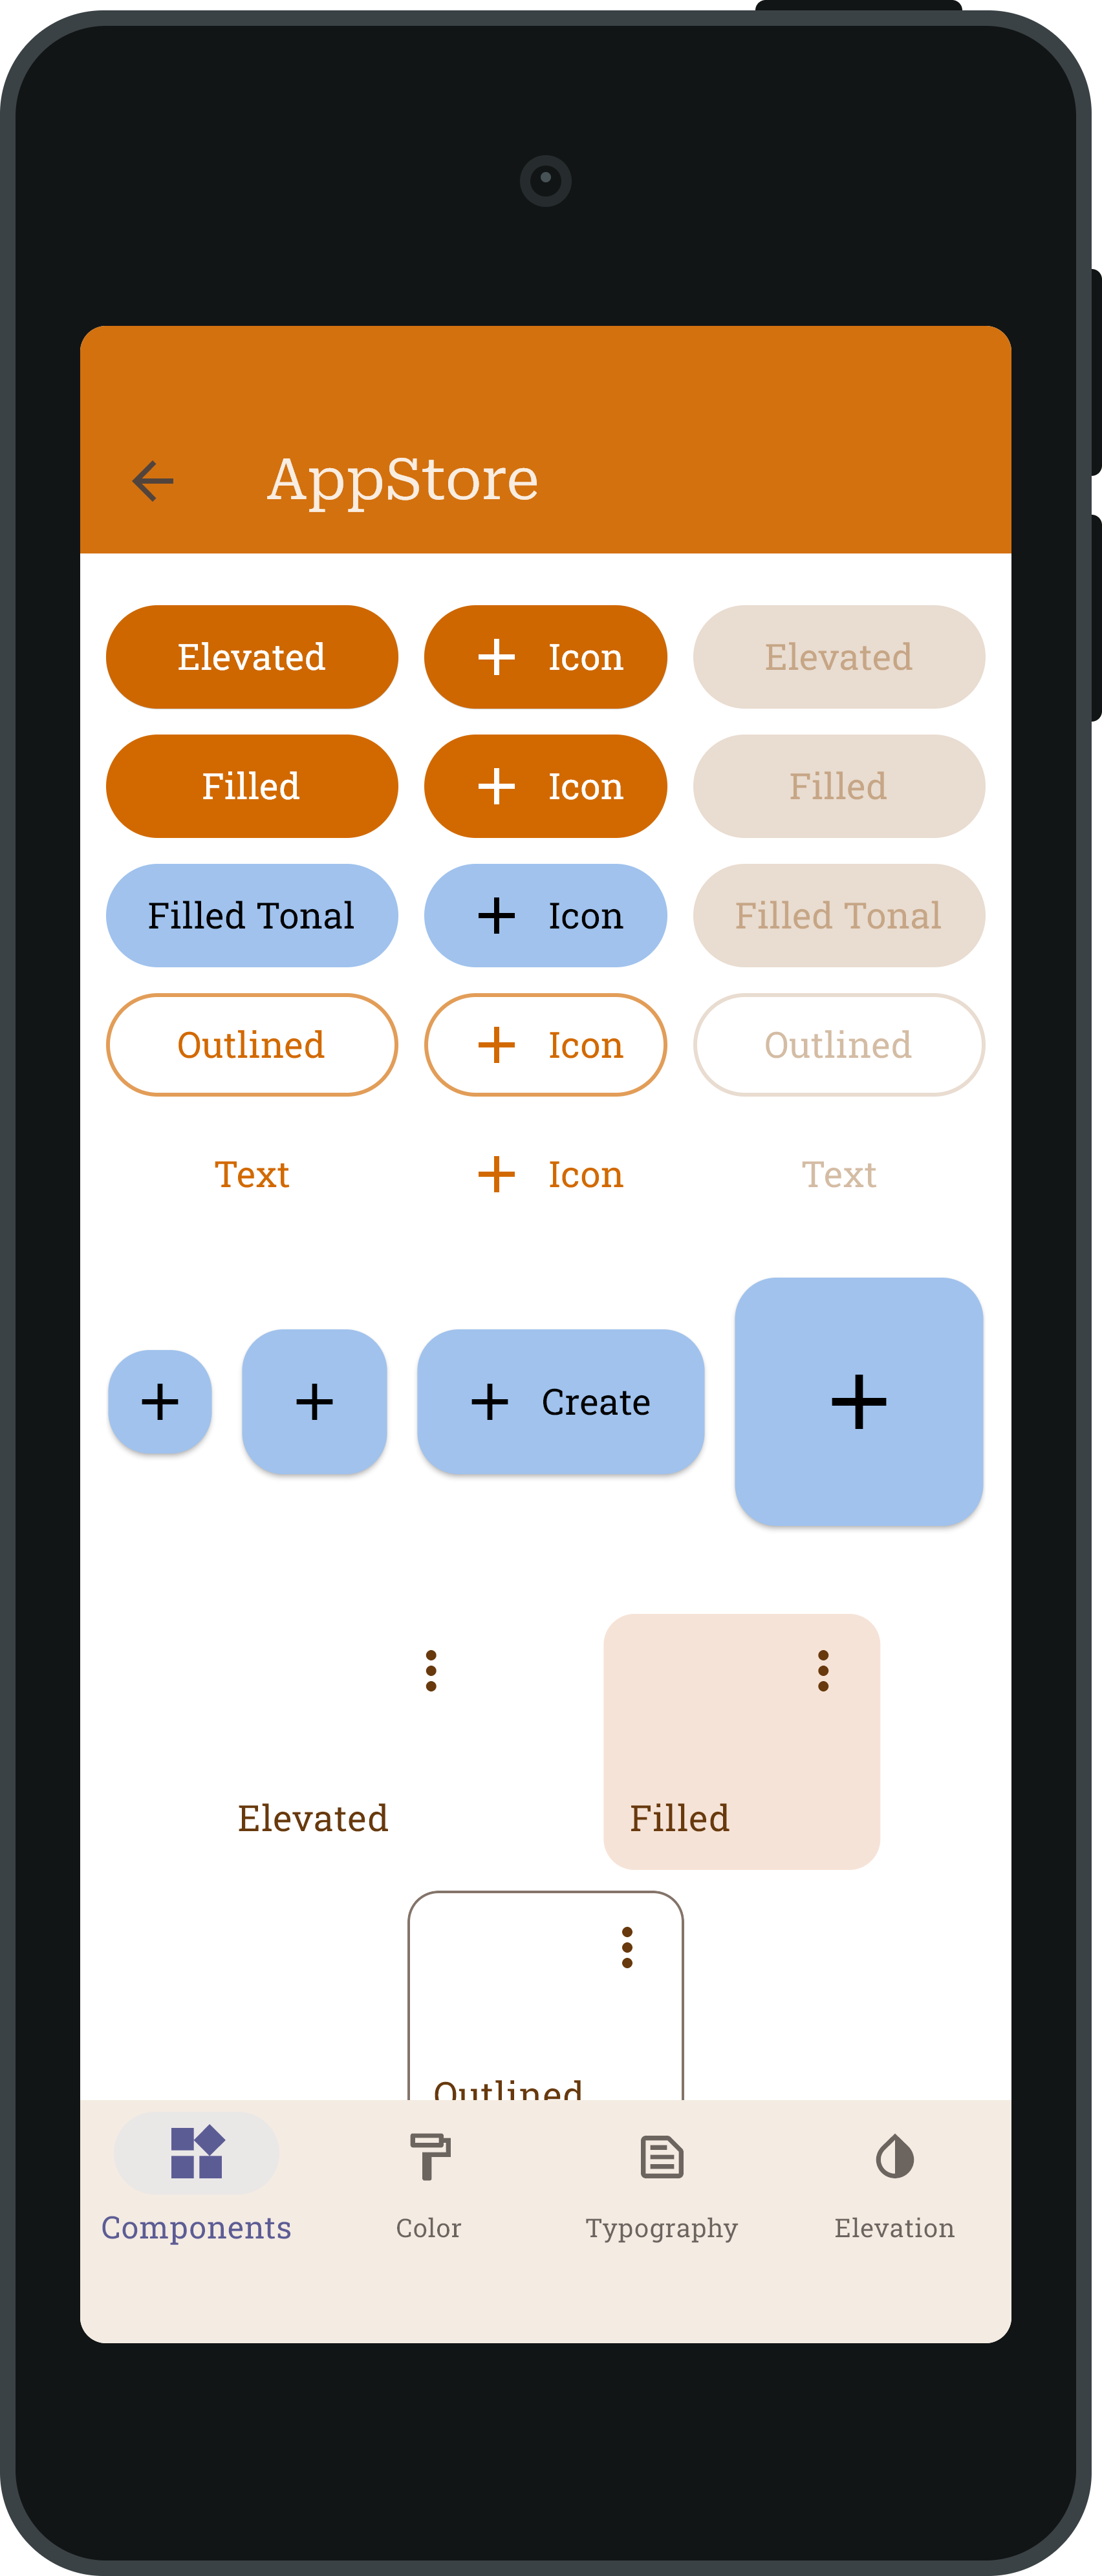 AppStore
Elevated Icon Elevated
Filled Icon Filled
Filled Tonal Icon Filled Tonal
Outlined Icon Outlined
Text Icon Text
Create
Elevated Filled
Outlined
Components Color Typography Elevation